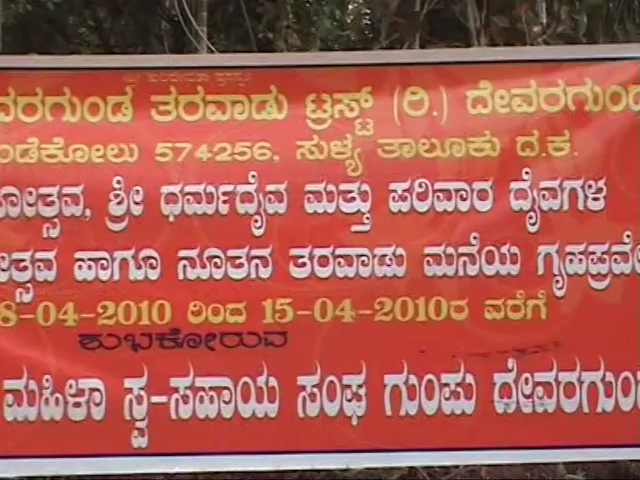 ವರಗುಂಡ ತರವಾಡು ಟ್ರಸ್ಟ್ (ರಿ.) ದೇವರಗುಂಡ
ಂಡೆಕೋಲು 574256, ಸುಳ್ಯ ತಾಲೂಕು ದ.ಕ.
ೋತ್ಸವ, ಶ್ರೀ ಧರ್ಮದೈವ ಮತ್ತು ಪರಿವಾರ ದೈವಗಳ
ೋತ್ಸವ ಹಾಗೂ ನೂತನ ತರವಾಡು ಮನೆಯ ಗೃಹಪ್ರವೇ
8-04-2010 ರಿಂದ 15-04-2010ರ ವರೆಗೆ
ಶುಭಕೋರುವ
ಮಹಿಳಾ ಸ್ವ-ಸಹಾಯ ಸಂಘ ಗುಂಪು ದೇವರಗುಂ